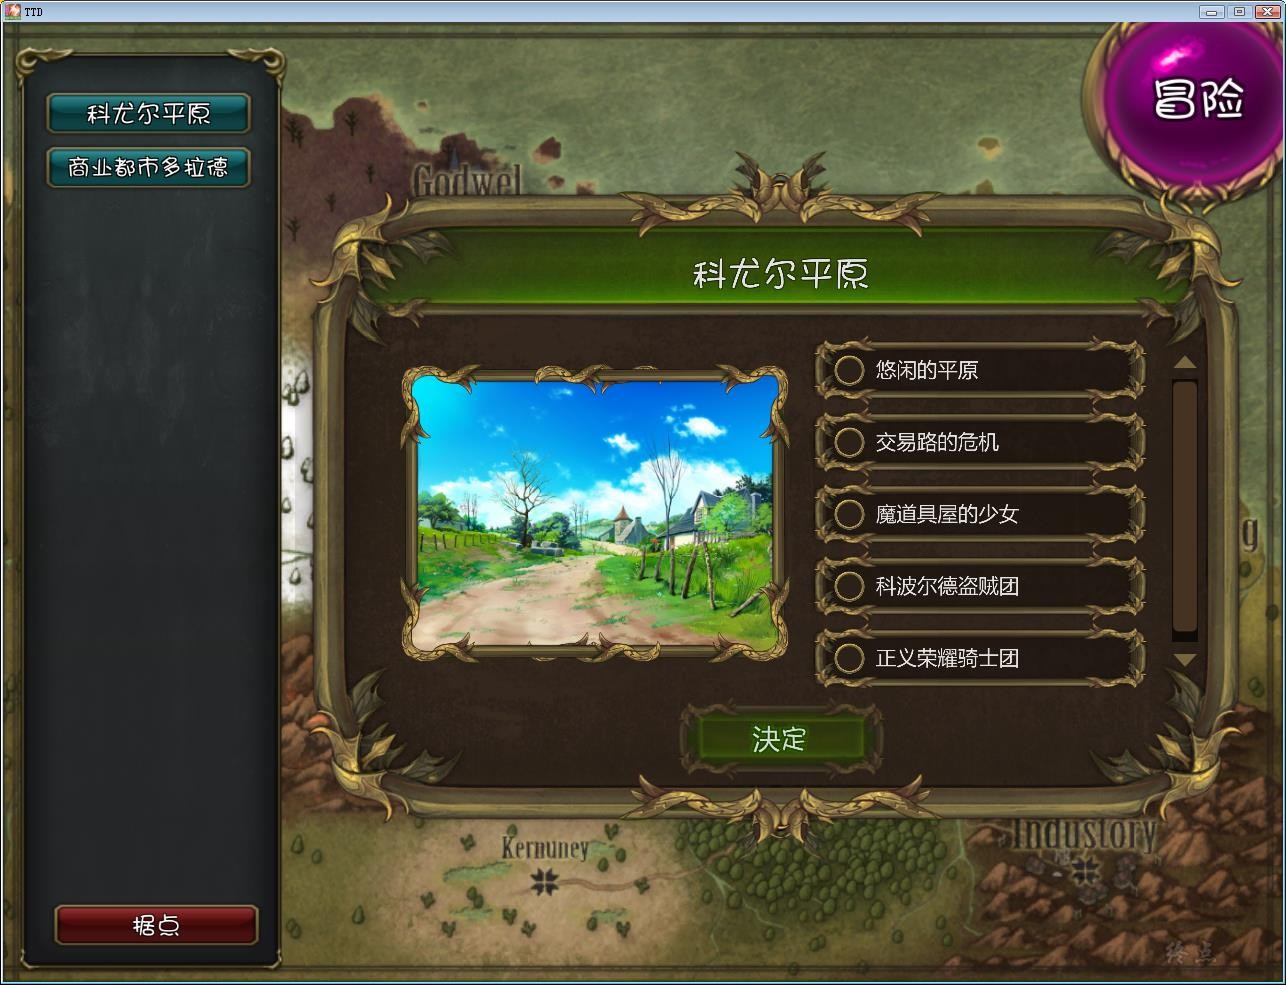 TTD
冒险
科尤尔平原
商业都市多拉德
Godwel
科尤尔平原
悠闲的平原
交易路的危机
魔道具屋的少女
科波尔德盗贼团
正义荣耀骑士团
決定
g
Kernuney
Industory
据点
终点